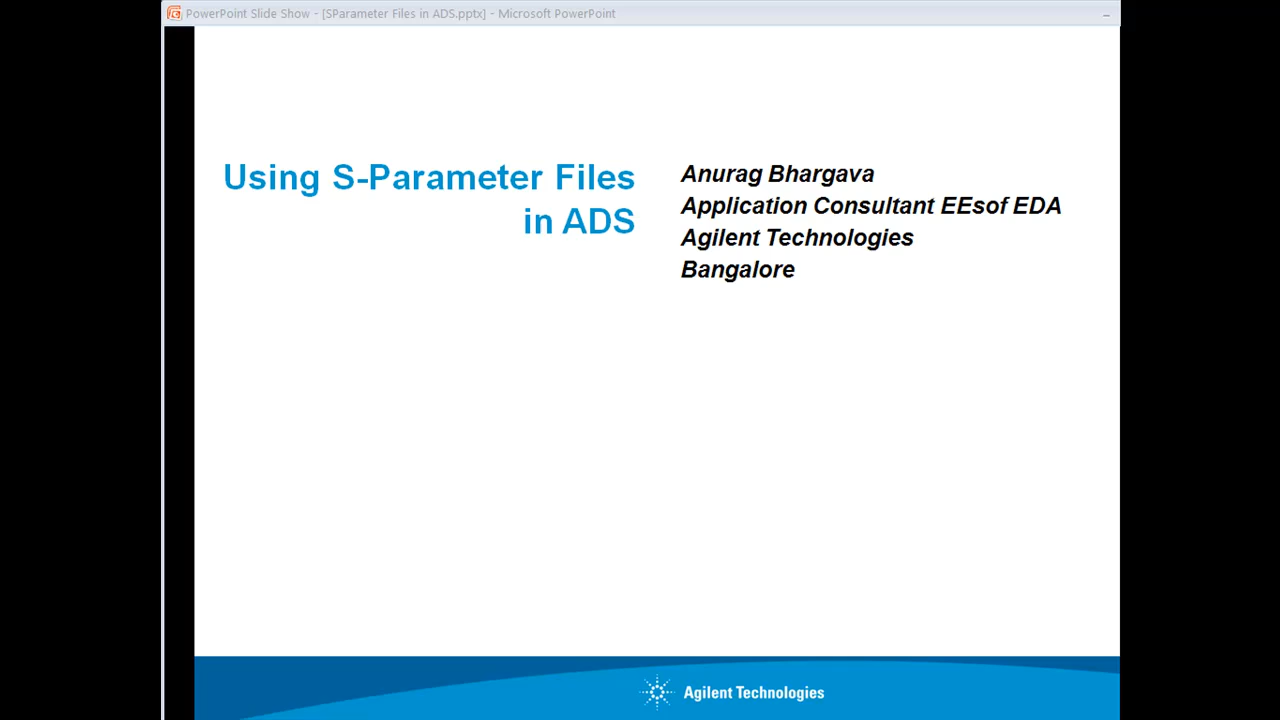 PowerPoint Slide Show - [SParameter Files in ADS.pptx] - Microsoft PowerPoint
Using S-Parameter Files
in ADS
Anurag Bhargava
Application Consultant EEsof EDA
Agilent Technologies
Bangalore
Agilent Technologies